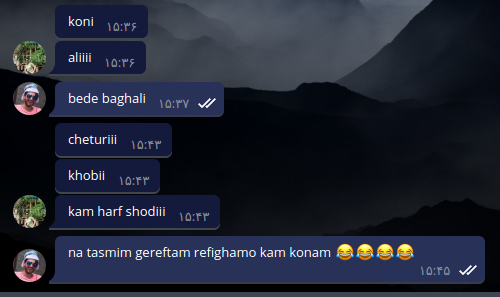 koni ۱۵:۳۶
aliiii ۱۵:۳۶
bede baghali ۱۵:۳۷
cheturiii ۱۵:۴۳
khobii ۱۵:۴۳
kam harf shodiii ۱۵:۴۳
na tasmim gereftam refighamo kam konam 😂😂😂😂
۱۵:۴۵